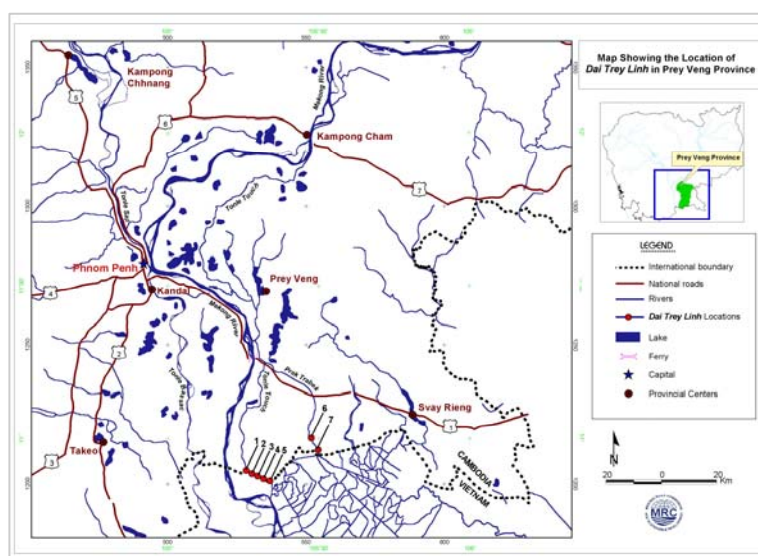 Map Showing the Location of
Dai Trey Linh in Prey Veng Province
Prey Veng Province
LEGEND
International boundary
National roads
Rivers
Dai Trey Linh Locations
Lake
Ferry
Capital
Provincial Centers
N
20 0 20 Km
MRC
Kampong
Chhnang
5
6
Mekong River
Kampong Cham
7
Tonle Touch
Tonle Sap
Phnom Penh
4
Kandal
Prey Veng
Mekong River
2
Tonle Bassac
Tonle Touch
Prek Trabek
Svay Rieng
1
3
Takeo
6
7
1 2 3 4 5
CAMBODIA
VIETNAM